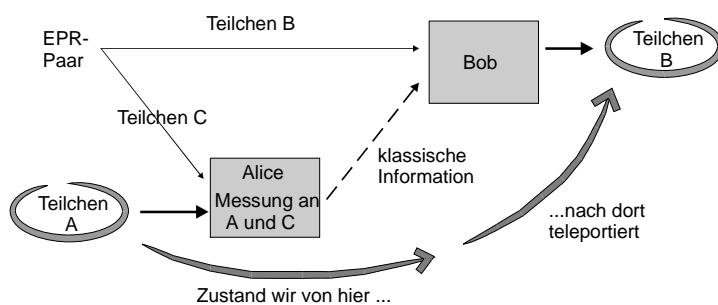 EPR-
Paar
Teilchen B
Teilchen C
Bob
Teilchen
B
klassische
Information
Alice
Messung an
A und C
Teilchen
A
...nach dort
teleportiert
Zustand wir von hier ...